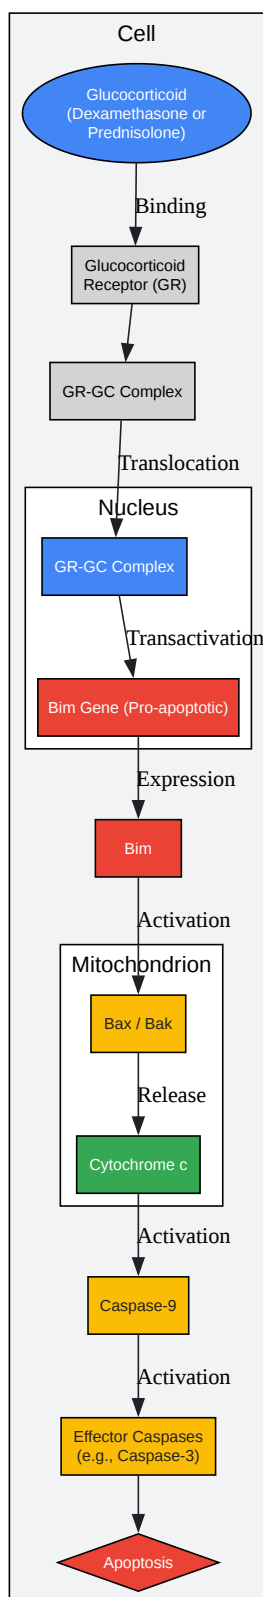 Cell
Glucocorticoid
(Dexamethasone or
Prednisolone)
Binding
Glucocorticoid
Receptor (GR)
GR-GC Complex
Translocation
Nucleus
GR-GC Complex
Transactivation
Bim Gene (Pro-apoptotic)
Expression
Bim
Activation
Mitochondrion
Bax / Bak
Release
Cytochrome c
Activation
Caspase-9
Activation
Effector Caspases
(e.g., Caspase-3)
Apoptosis